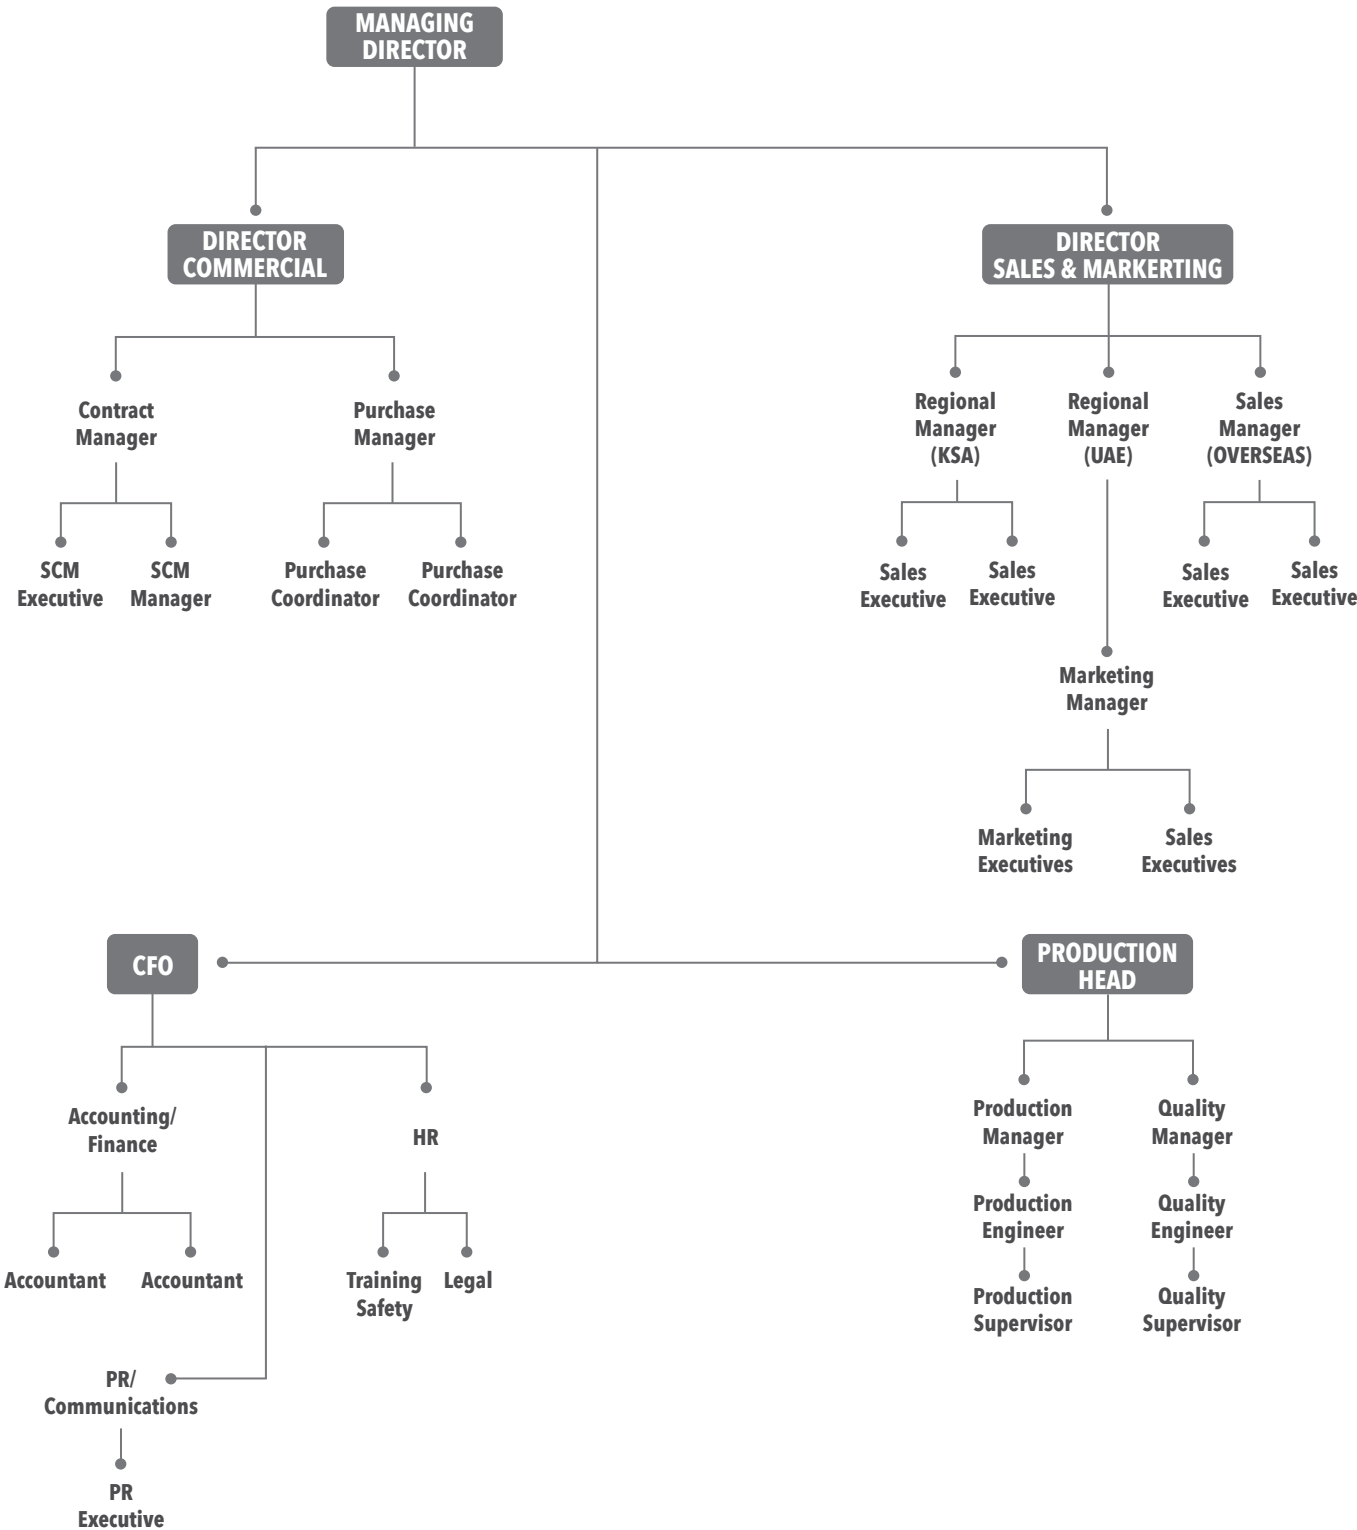 MANAGING
DIRECTOR
DIRECTOR
COMMERCIAL
DIRECTOR
SALES & MARKERTING
Contract
Manager
Purchase
Manager
Regional
Manager
(KSA)
Regional
Manager
(UAE)
Sales
Manager
(OVERSEAS)
SCM
Executive
SCM
Manager
Purchase
Coordinator
Purchase
Coordinator
Sales
Executive
Sales
Executive
Sales
Executive
Sales
Executive
Marketing
Manager
Marketing
Executives
Sales
Executives
CFO
PRODUCTION
HEAD
Accounting/
Finance
HR
Production
Manager
Quality
Manager
Production
Engineer
Quality
Engineer
Accountant
Accountant
Training
Safety
Legal
Production
Supervisor
Quality
Supervisor
PR/
Communications
PR
Executive